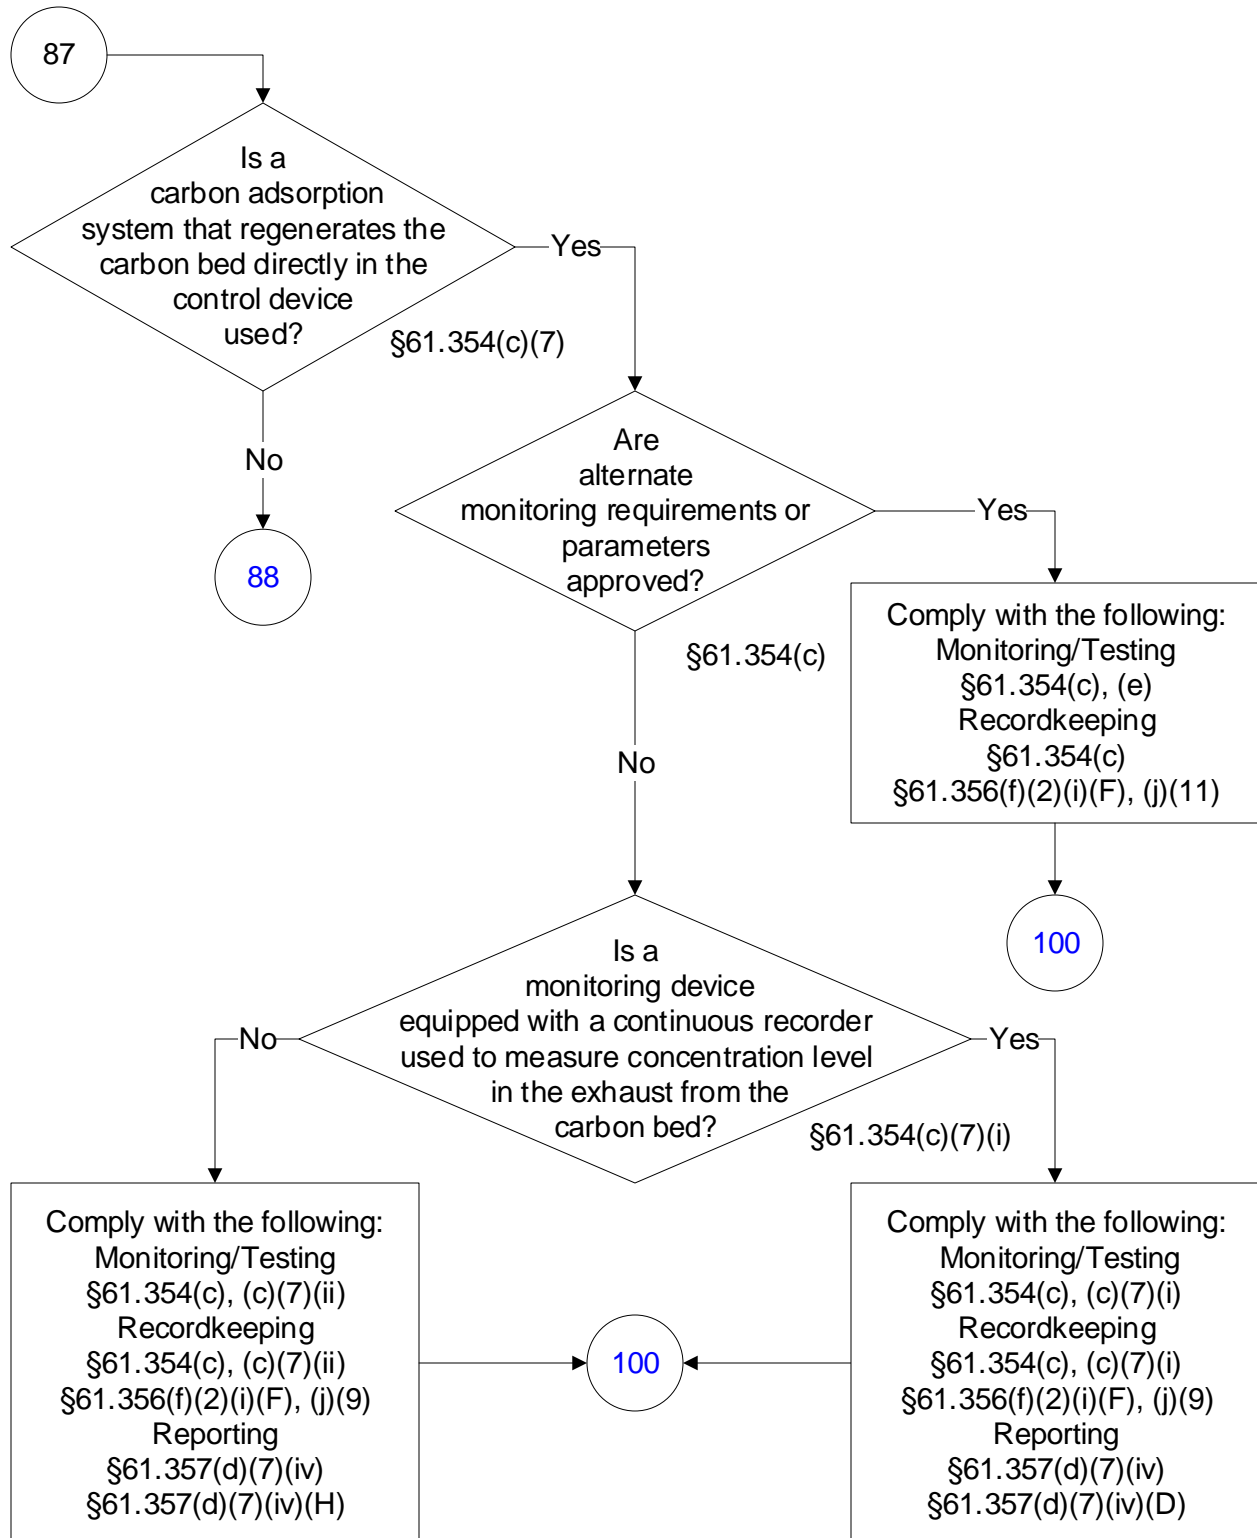 87
Is a
carbon adsorption
system that regenerates the
carbon bed directly in the
control device
used?
Yes
§61.354(c)(7)
No
88
Are
alternate
monitoring requirements or
parameters
approved?
Yes
§61.354(c)
Comply with the following:
Monitoring/Testing
§61.354(c), (e)
Recordkeeping
§61.354(c)
§61.356(f)(2)(i)(F), (j)(11)
100
No
Is a
monitoring device
equipped with a continuous recorder
used to measure concentration level
in the exhaust from the
carbon bed?
No
Yes
§61.354(c)(7)(i)
Comply with the following:
Monitoring/Testing
§61.354(c), (c)(7)(ii)
Recordkeeping
§61.354(c), (c)(7)(ii)
§61.356(f)(2)(i)(F), (j)(9)
Reporting
§61.357(d)(7)(iv)
§61.357(d)(7)(iv)(H)
100
Comply with the following:
Monitoring/Testing
§61.354(c), (c)(7)(i)
Recordkeeping
§61.354(c), (c)(7)(i)
§61.356(f)(2)(i)(F), (j)(9)
Reporting
§61.357(d)(7)(iv)
§61.357(d)(7)(iv)(D)